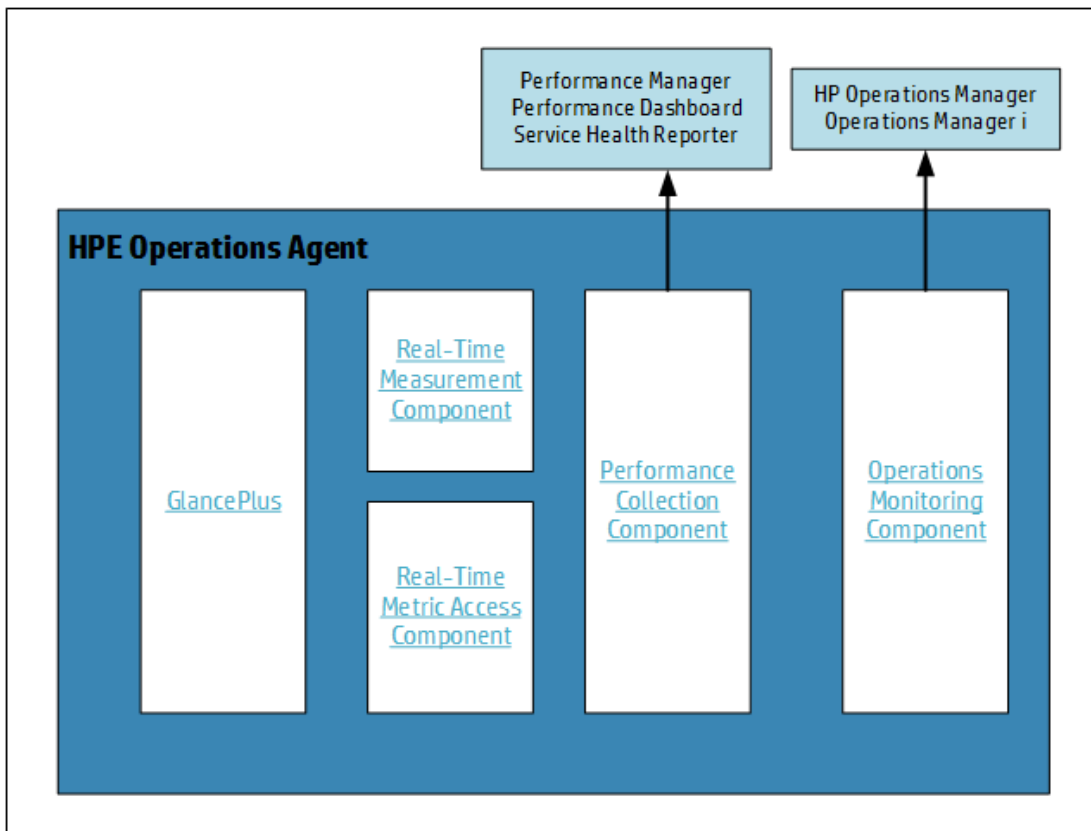 Performance Manager
Performance Dashboard
Service Health Reporter
HP Operations Manager
Operations Manager i
HPE Operations Agent
GlancePlus
Real-Time
Measurement
Component
Real-Time
Metric Access
Component
Performance
Collection
Component
Operations
Monitoring
Component